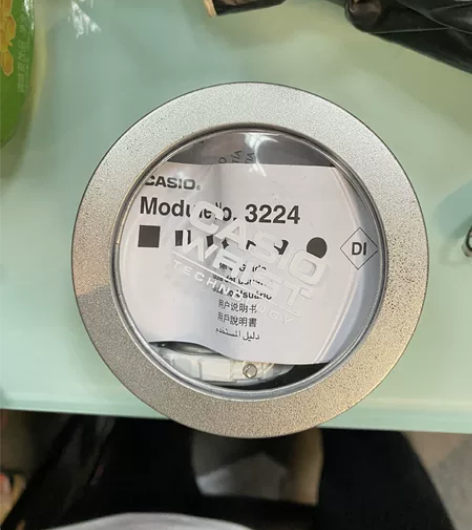 CASIO
Module No. 3224
DI
CASIO
WRIST
TECHNOLOGY
用户说明书
用戶說明書
دليل المستخدم